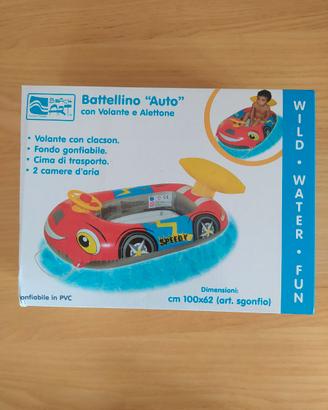 Battellino "Auto"
con Volante e Alettone
• Volante con clacson.
• Fondo gonfiabile.
• Cima di trasporto.
• 2 camere d'aria
WILD • WATER • FUN
7
SPEEDY
onfiabile in PVC
Dimensioni:
cm 100x62 (art. sgonfio)